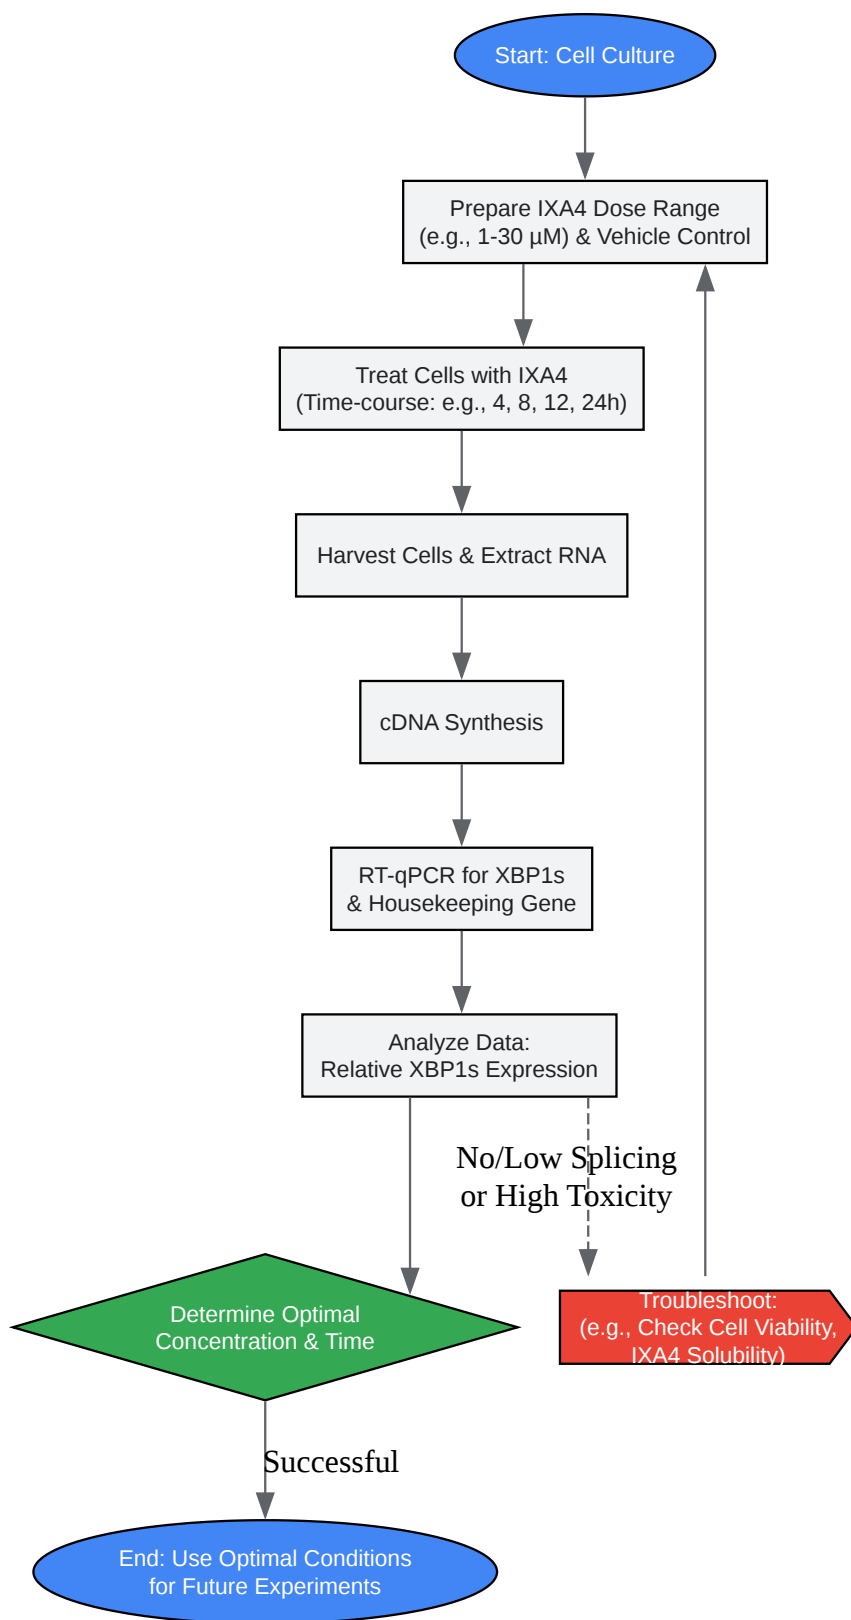 Start: Cell Culture
Prepare IXA4 Dose Range
(e.g., 1-30 µM) & Vehicle Control
Treat Cells with IXA4
(Time-course: e.g., 4, 8, 12, 24h)
Harvest Cells & Extract RNA
cDNA Synthesis
RT-qPCR for XBP1s
& Housekeeping Gene
Analyze Data:
Relative XBP1s Expression
No/Low Splicing
or High Toxicity
Determine Optimal
Concentration & Time
Troubleshoot:
(e.g., Check Cell Viability,
IXA4 Solubility)
Successful
End: Use Optimal Conditions
for Future Experiments